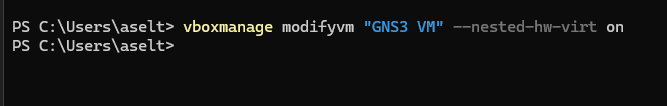 PS C:\Users\aselt> vboxmanage modifyvm "GNS3 VM" --nested-hw-virt on
PS C:\Users\aselt>